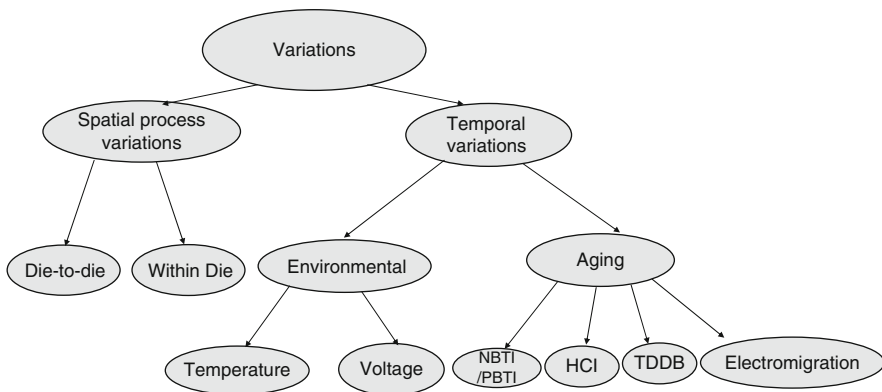 Variations
Spatial process
variations
Temporal
variations
Die-to-die
Within Die
Environmental
Aging
Temperature
Voltage
NBTI
/PBTI
HCI
TDDB
Electromigration